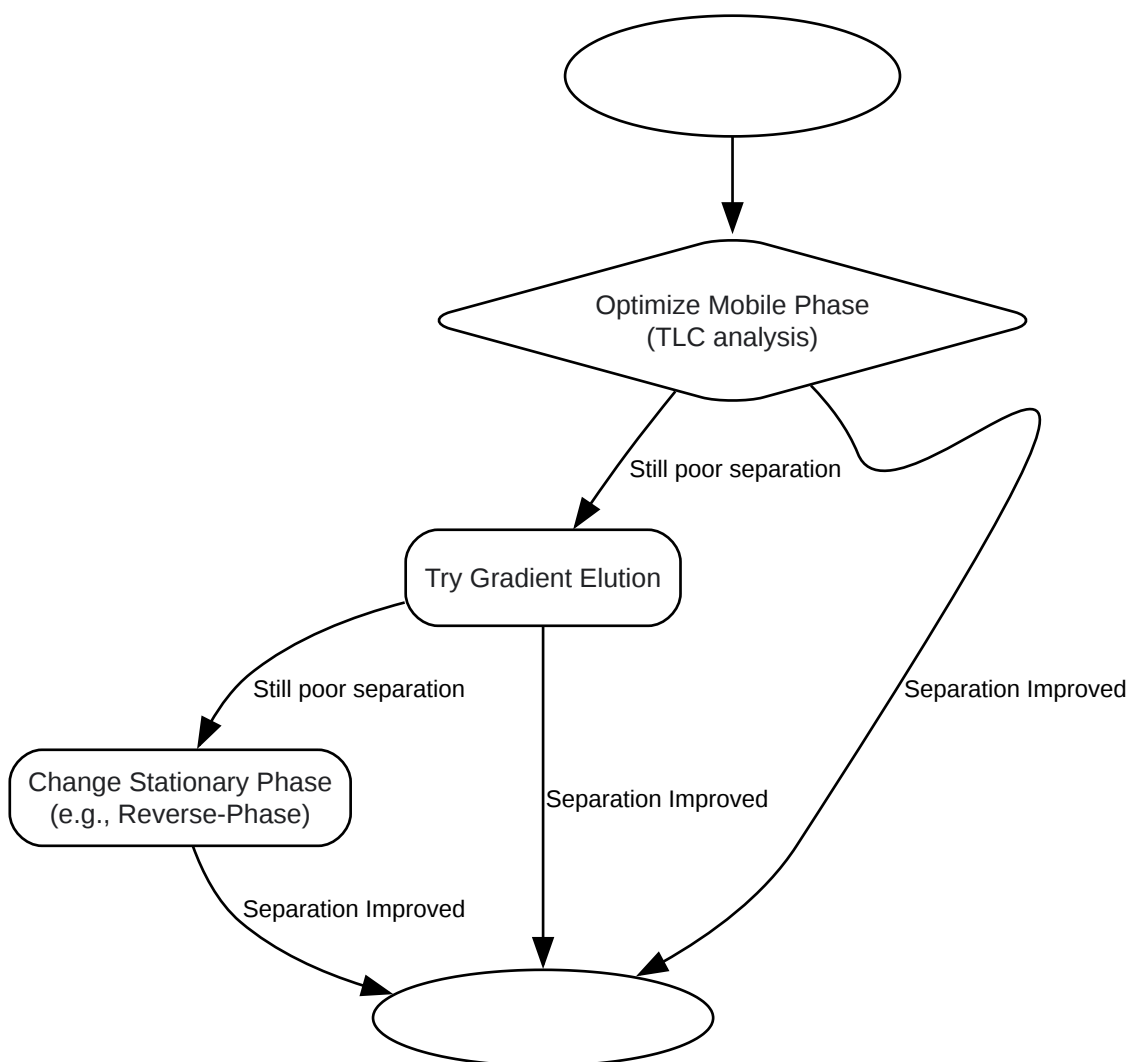 Optimize Mobile Phase
(TLC analysis)
Still poor separation
Try Gradient Elution
Still poor separation
Separation Improved
Change Stationary Phase
(e.g., Reverse-Phase)
Separation Improved
Separation Improved